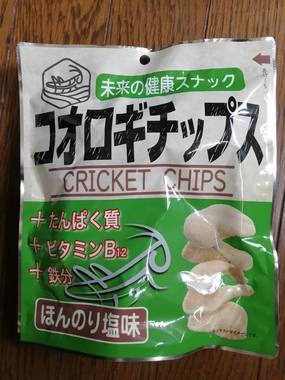 未来の健康スナック
コオロギチップス
CRICKET CHIPS
+たんぱく質
+ビタミンB12
+鉄分
ほんのり塩味